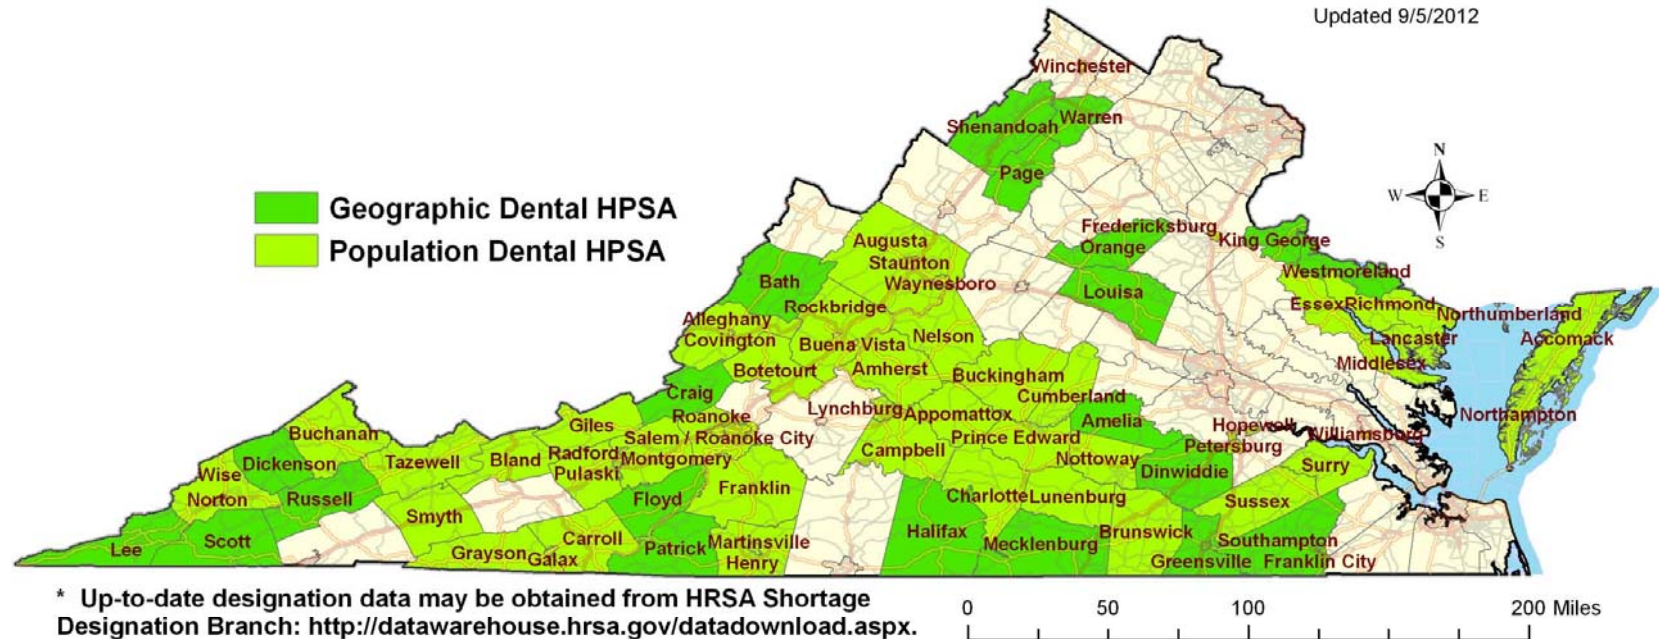 Updated 9/5/2012
Winchester
Shenandoah
Warren
Page
N
W
E
S
Geographic Dental HPSA
Population Dental HPSA
Fredericksburg
Orange
King George
Augusta
Staunton
Waynesboro
Westmoreland
Bath
Louisa
Rockbridge
Essex
Richmond
Northumberland
Alleghany
Covington
Buena Vista
Nelson
Lancaster
Accomack
Middlesex
Botetourt
Amherst
Buckingham
Craig
Cumberland
Roanoke
Lynchburg
Appomattox
Amelia
Northampton
Giles
Salem / Roanoke City
Hopewell
Williamsburg
Buchanan
Prince Edward
Petersburg
Radford
Campbell
Nottoway
Dickenson
Tazewell
Bland
Montgomery
Dinwiddie
Surry
Wise
Pulaski
Norton
Russell
Floyd
Franklin
Charlotte
Lunenburg
Sussex
Smyth
Halifax
Brunswick
Lee
Scott
Carroll
Patrick
Martinsville
Mecklenburg
Southampton
Grayson
Galax
Henry
Greensville
Franklin City
* Up-to-date designation data may be obtained from HRSA Shortage
Designation Branch: http://datawarehouse.hrsa.gov/datadownload.aspx.
0 50 100 200 Miles